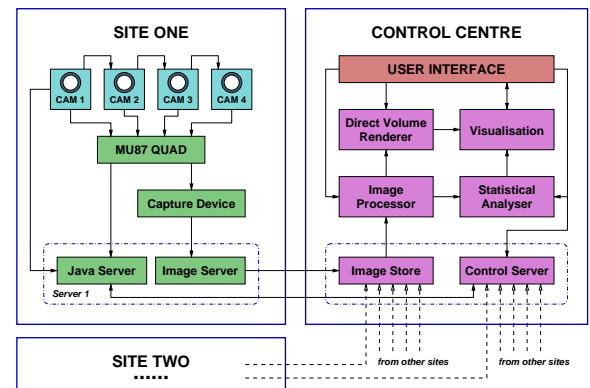 SITE ONE
CAM 1
CAM 2
CAM 3
CAM 4
MU87 QUAD
Capture Device
Java Server
Image Server
Server 1
CONTROL CENTRE
USER INTERFACE
Direct Volume
Renderer
Visualisation
Image
Processor
Statistical
Analyser
Image Store
Control Server
from other sites
from other sites
SITE TWO
......